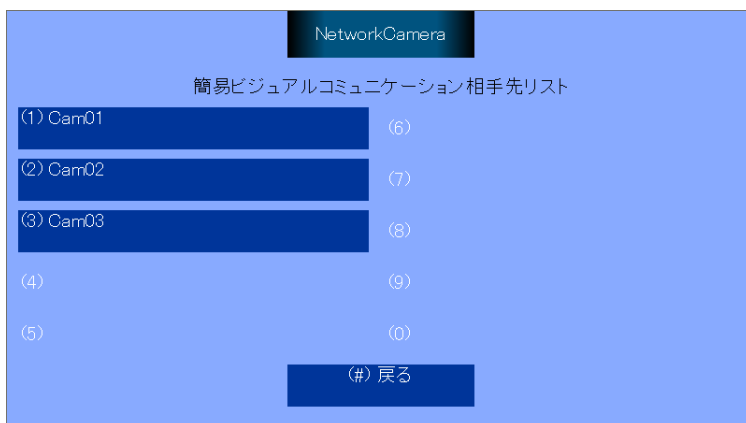 NetworkCamera
簡易ビジュアルコミュニケーション相手先リスト
(1) Cam01
(2) Cam02
(3) Cam03
(4)
(5)
(6)
(7)
(8)
(9)
(0)
(#) 戻る